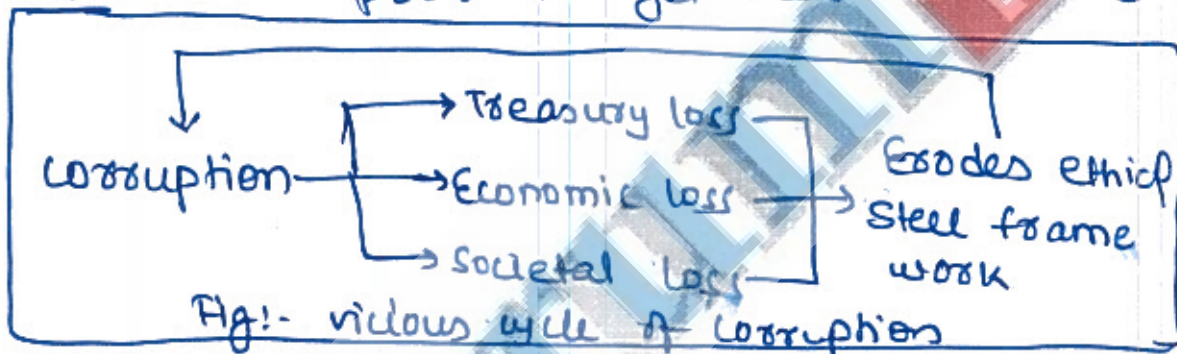 Treasury loss
corruption Economic loss Erodes ethical
Steel frame
Societal loss work
Fig:- vicious cycle of corruption